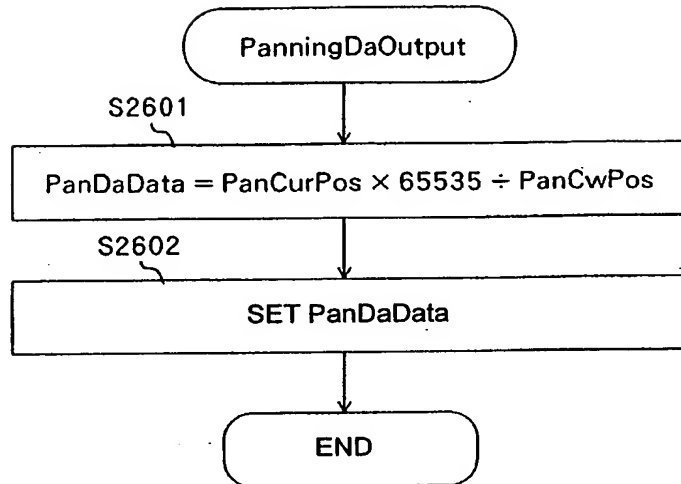 PanningDaOutput
S2601
PanDaData = PanCurPos × 65535 ÷ PanCwPos
S2602
SET PanDaData
END